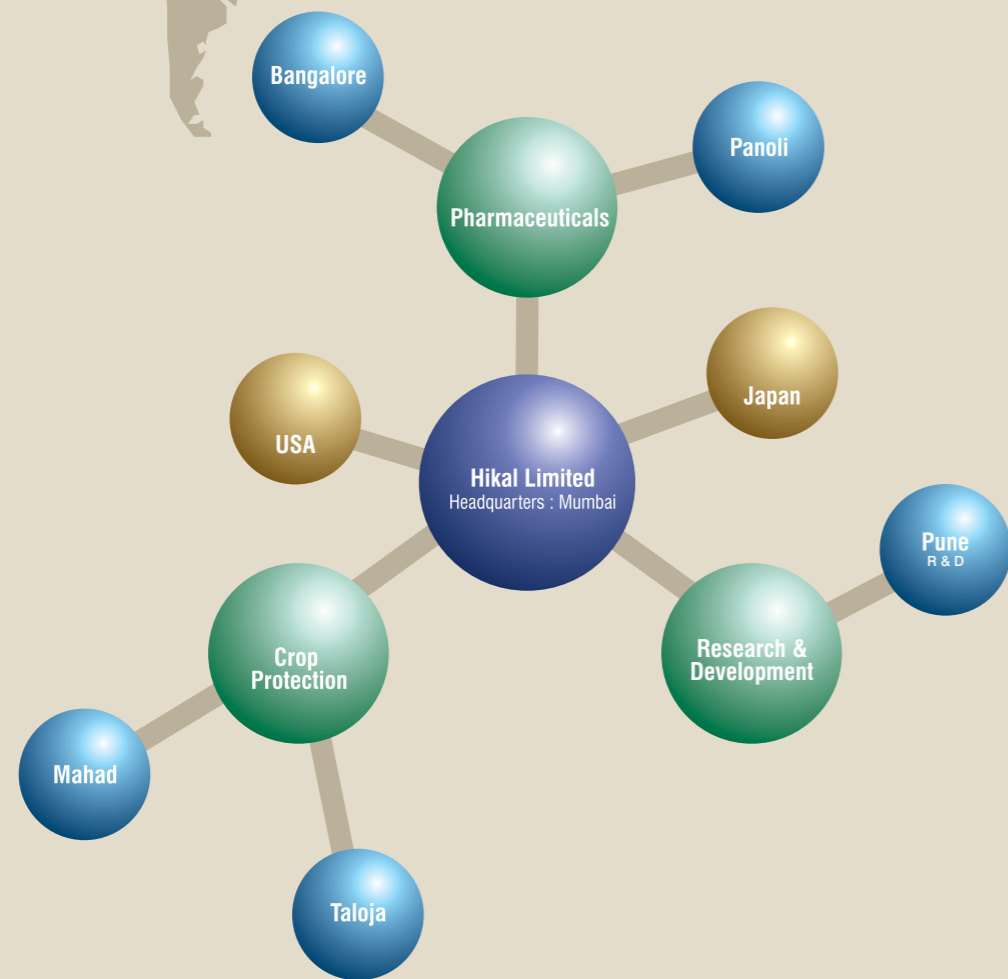 Bangalore
Panoli
Pharmaceuticals
Japan
USA
Hikal Limited
Headquarters : Mumbai
Pune
R & D
Research &
Development
Crop
Protection
Mahad
Taloja